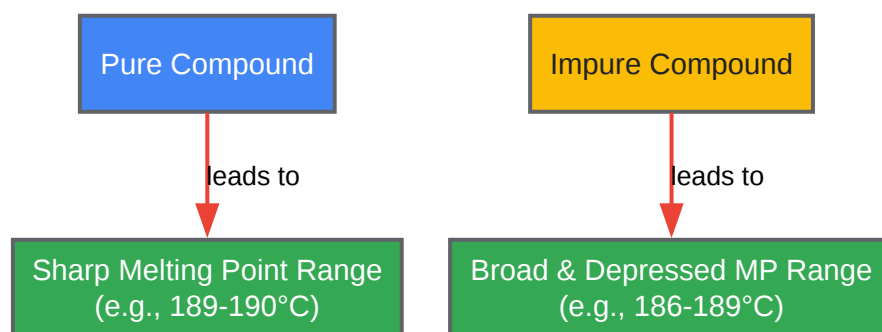 Pure Compound
Impure Compound
leads to
leads to
Sharp Melting Point Range
(e.g., 189-190°C)
Broad & Depressed MP Range
(e.g., 186-189°C)